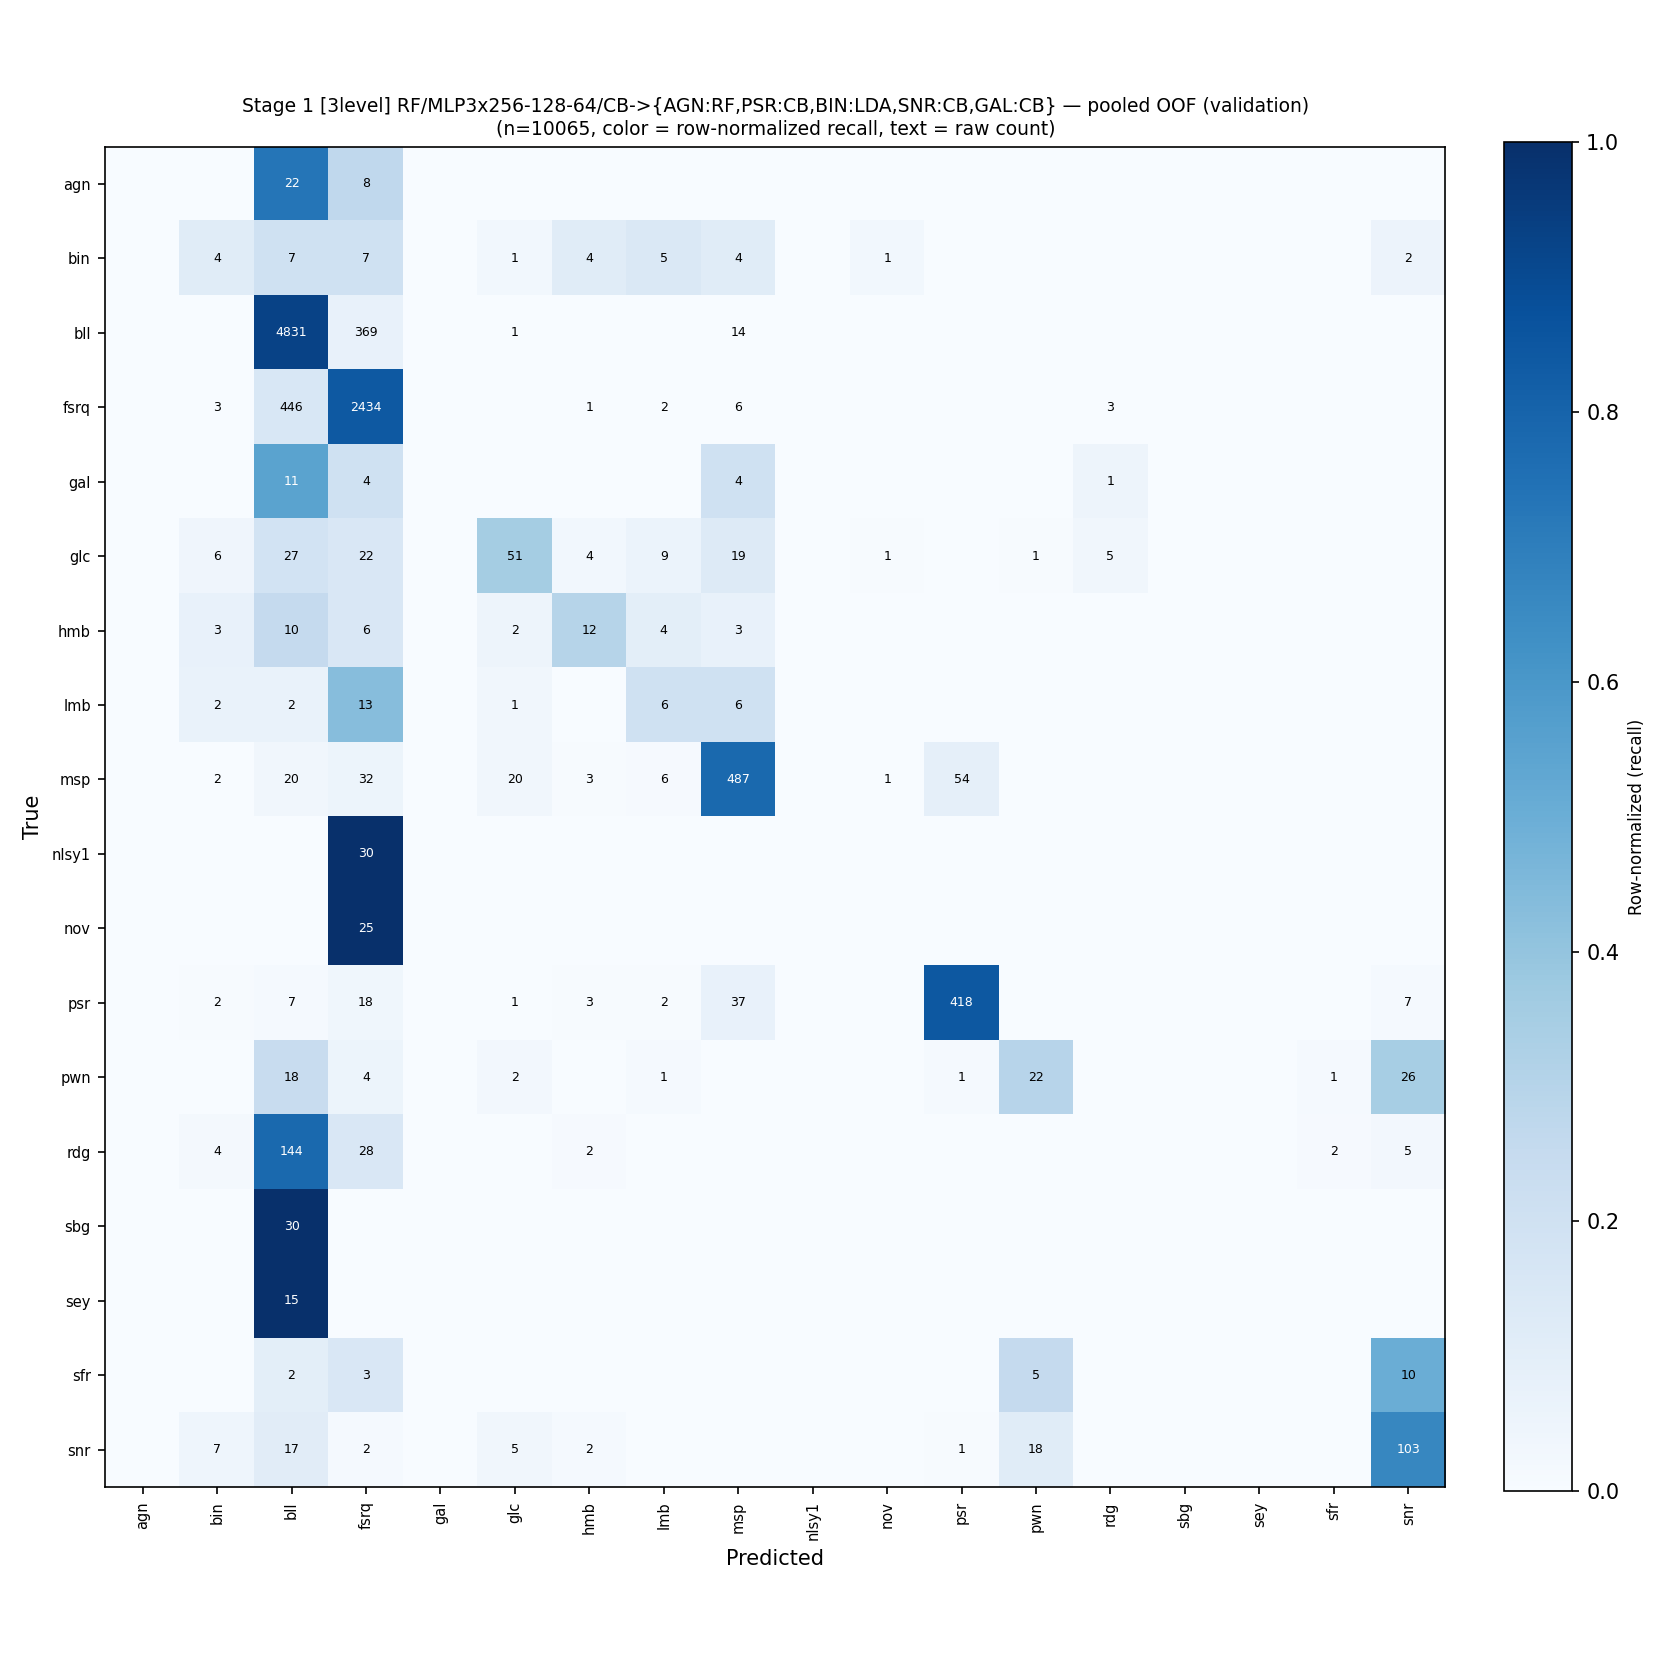 Stage 1 [3level] RF/MLP3x256-128-64/CB->{AGN:RF,PSR:CB,BIN:LDA,SNR:CB,GAL:CB} — pooled OOF (validation)
(n=10065, color = row-normalized recall, text = raw count)
agn 22 8
bin 4 7 7 1 4 5 4 1 2
bll 4831 369 1 14
fsrq 3 446 2434 1 2 6 3
gal 11 4 4 1
glc 6 27 22 51 4 9 19 1 1 5
hmb 3 10 6 2 12 4 3
lmb 2 2 13 1 6 6
msp 2 20 32 20 3 6 487 1 54
nlsy1 30
nov 25
psr 2 7 18 1 3 2 37 418 7
pwn 18 4 2 1 1 22 1 26
rdg 4 144 28 2 2 5
sbg 30
sey 15
sfr 2 3 5 10
snr 7 17 2 5 2 1 18 103
True
agn bin bll fsrq gal glc hmb lmb msp nlsy1 nov psr pwn rdg sbg sey sfr snr
Predicted
1.0
0.8
0.6
0.4
0.2
0.0
Row-normalized (recall)